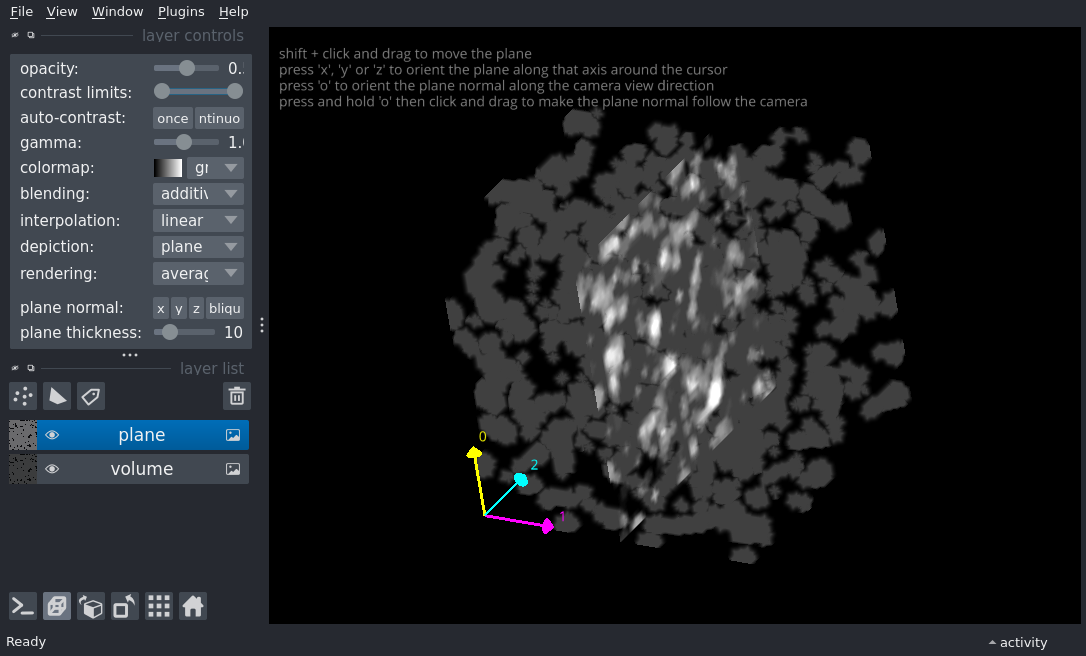 File View Window Plugins Help
layer controls
opacity: 0.
contrast limits:
auto-contrast: once ntinuo
gamma: 1.
colormap: gr
blending: additiv
interpolation: linear
depiction: plane
rendering: averag
plane normal: x y z bliqu
plane thickness: 10
layer list
plane
volume
shift + click and drag to move the plane
press 'x', 'y' or 'z' to orient the plane along that axis around the cursor
press 'o' to orient the plane normal along the camera view direction
press and hold 'o' then click and drag to make the plane normal follow the camera
0
2
1
Ready
activity